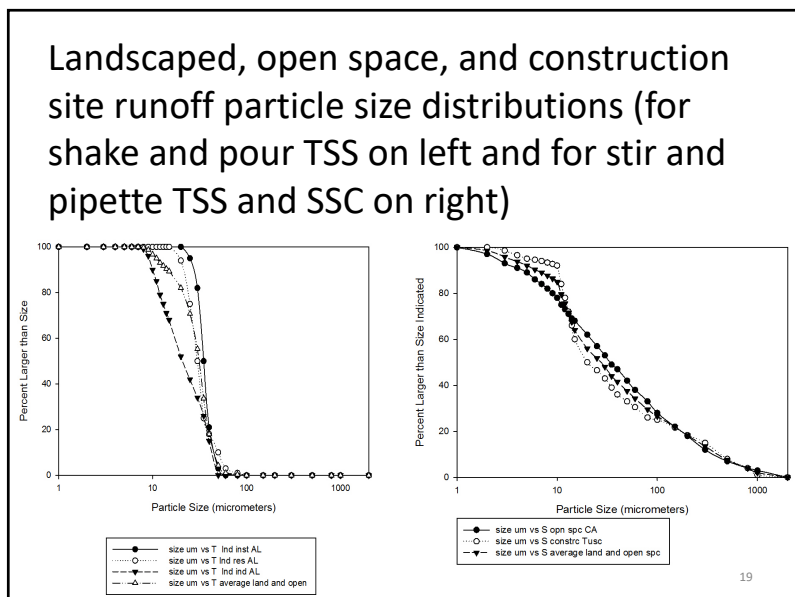 Landscaped, open space, and construction
site runoff particle size distributions (for
shake and pour TSS on left and for stir and
pipette TSS and SSC on right)
Percent Larger than Size
100
80
60
40
20
0
1
10
100
1000
Particle Size (micrometers)
size um vs T lnd inst AL
size um vs T lnd res AL
size um vs T lnd ind AL
size um vs T average land and open
Percent Larger than Size Indicated
100
80
60
40
20
0
1
10
100
1000
Particle Size (micrometers)
size um vs S opn spc CA
size um vs S constrc Tusc
size um vs S average land and open spc
19